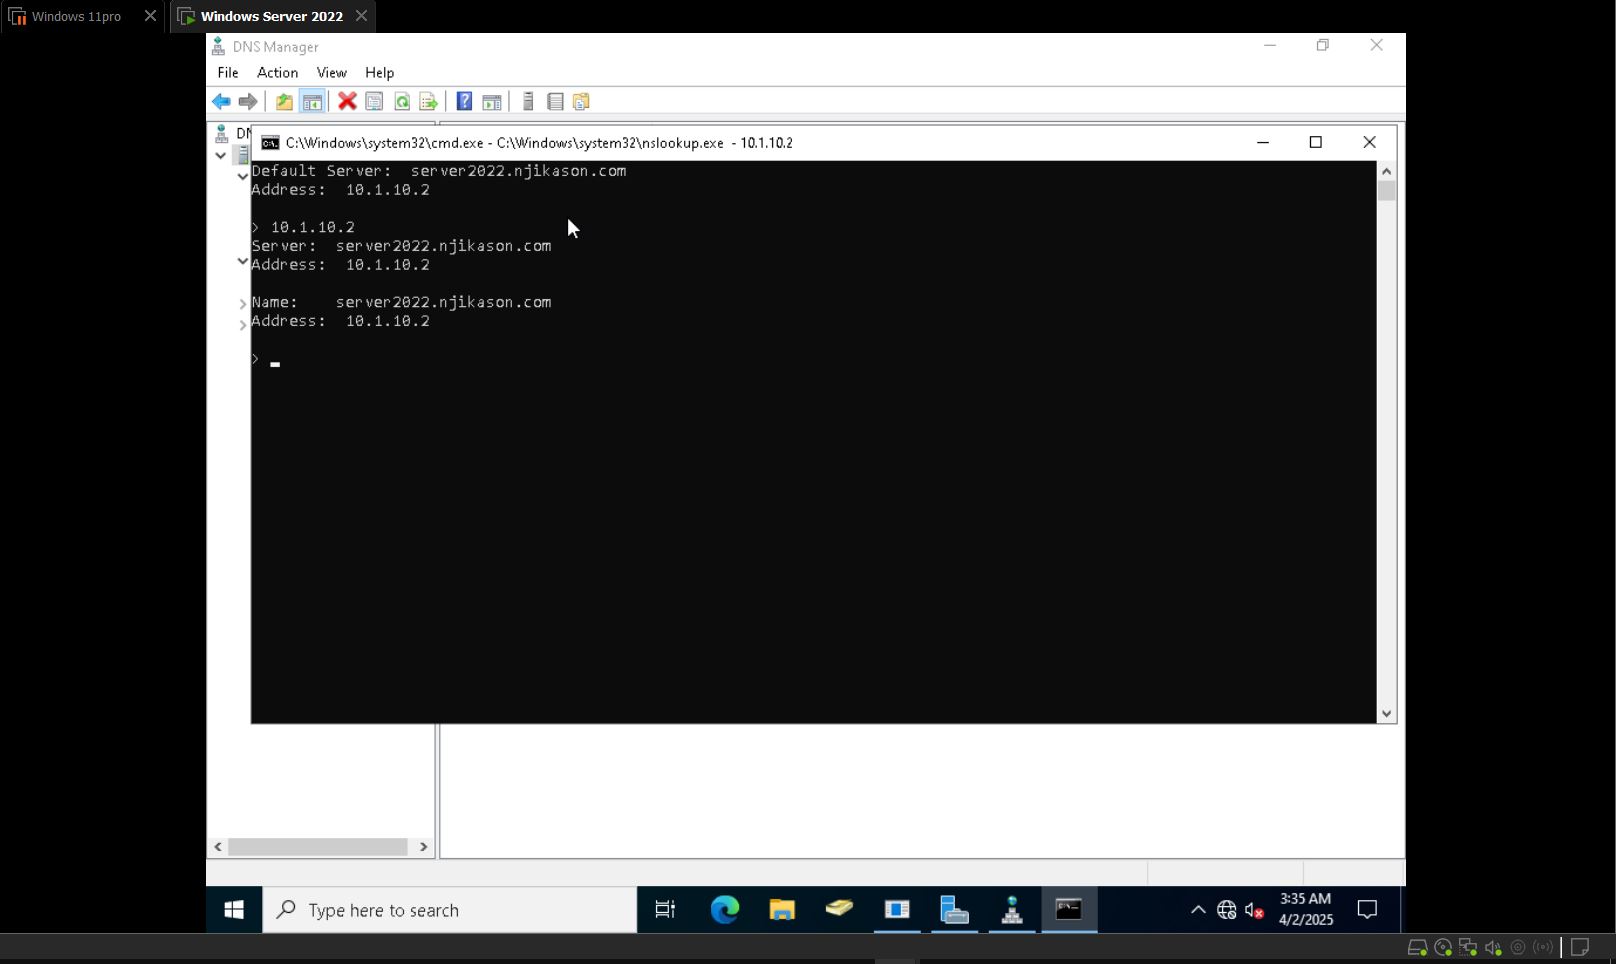 Windows 11pro
Windows Server 2022
DNS Manager
File Action View Help
C:\Windows\system32\cmd.exe - C:\Windows\system32\nslookup.exe - 10.1.10.2
Default Server:  server2022.njikason.com
Address:  10.1.10.2
> 10.1.10.2
Server:  server2022.njikason.com
Address:  10.1.10.2
Name:    server2022.njikason.com
Address:  10.1.10.2
>
Type here to search
3:35 AM
4/2/2025